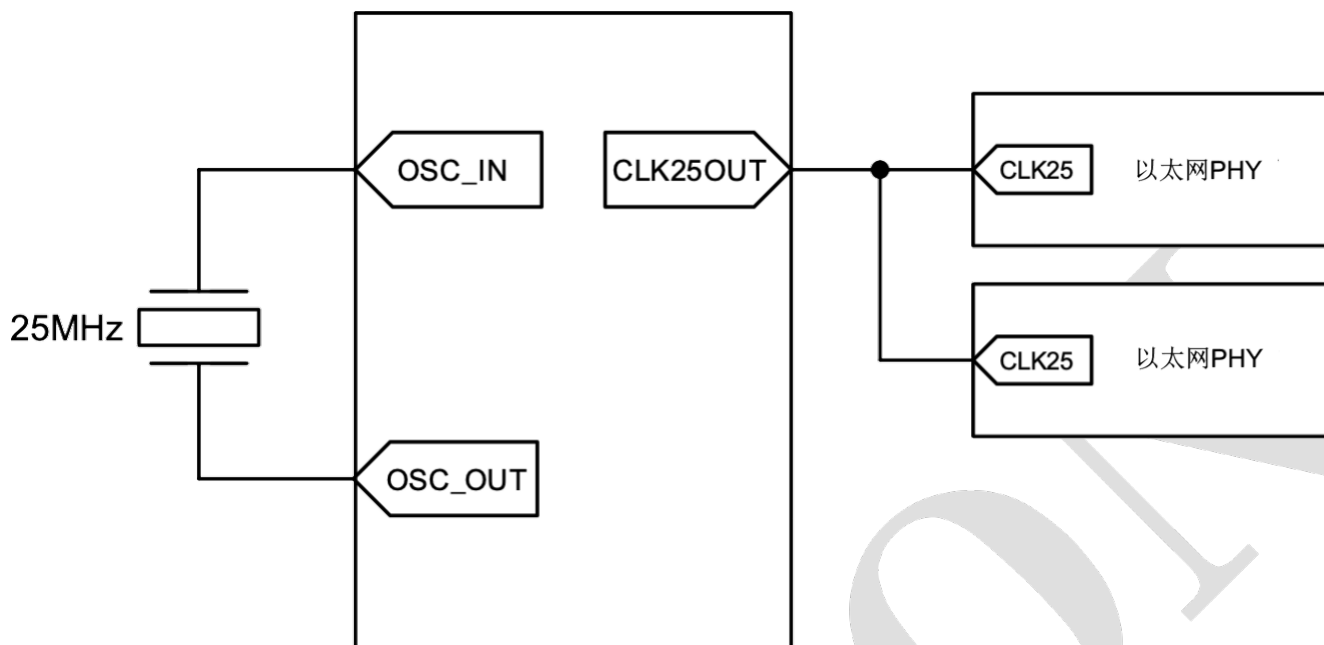 OSC_IN
CLK25OUT
CLK25
以太网PHY
25MHz
CLK25
以太网PHY
OSC_OUT